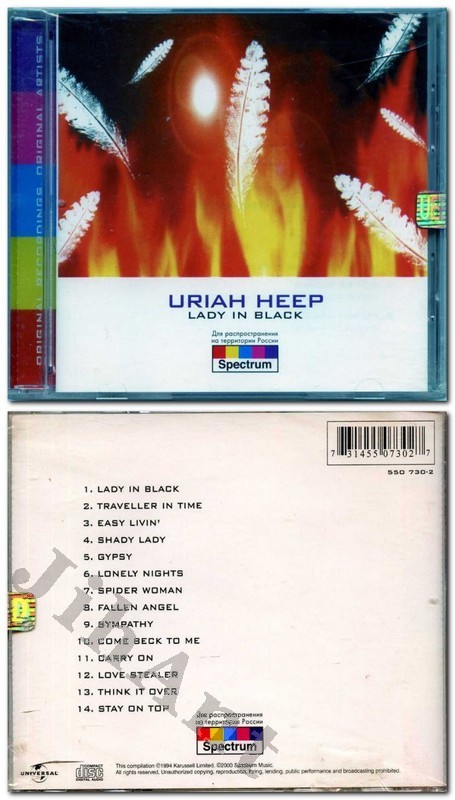 ORIGINAL RECORDINGS ORIGINAL ARTISTS
URIAH HEEP
LADY IN BLACK
Для распространения
на территории России
Spectrum
7 31455 07302 7
550 730-2
1. LADY IN BLACK
2. TRAVELLER IN TIME
3. EASY LIVIN'
4. SHADY LADY
5. GYPSY
6. LONELY NIGHTS
7. SPIDER WOMAN
8. FALLEN ANGEL
9. SYMPATHY
10. COME BECK TO ME
11. CARRY ON
12. LOVE STEALER
13. THINK IT OVER
14. STAY ON TOP
JihArt
Для распространения
на территории России
Spectrum
UNIVERSAL
COMPACT
disc
This compilation ©1994 Karussell Limited. ©2000 Spectrum Music.
All rights reserved. Unauthorized copying, reproduction, hiring, lending, public performance and broadcasting prohibited.